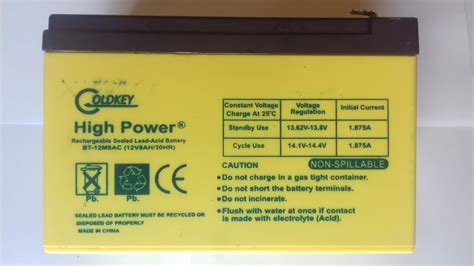 GOLDKEY
High Power®
Rechargeable Sealed Lead-Acid Battery
BT-12M8AC (12V8AH/20HR)
Pb. Pb.
SEALED LEAD BATTERY MUST BE RECYCLED OR
DISPOSED OF PROPERLY
MADE IN CHINA
Constant Voltage Charge At 25°C Voltage Regulation Initial Current
Standby Use 13.62V-13.8V 1.875A
Cycle Use 14.1V-14.4V 1.875A
CAUTION NON-SPILLABLE
•Do not charge in a gas tight container.
•Do not short the battery terminals.
•Do not incinerate.
•Flush with water at once if contact
is made with electrolyte (Acid).